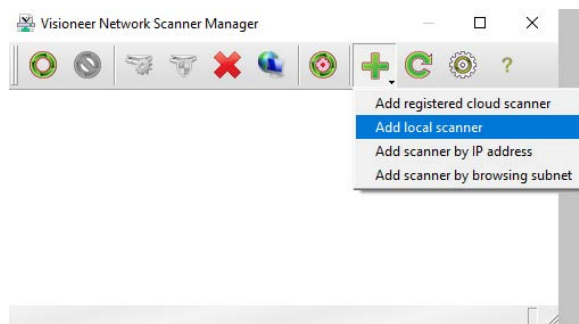 Visioneer Network Scanner Manager
?
Add registered cloud scanner
Add local scanner
Add scanner by IP address
Add scanner by browsing subnet